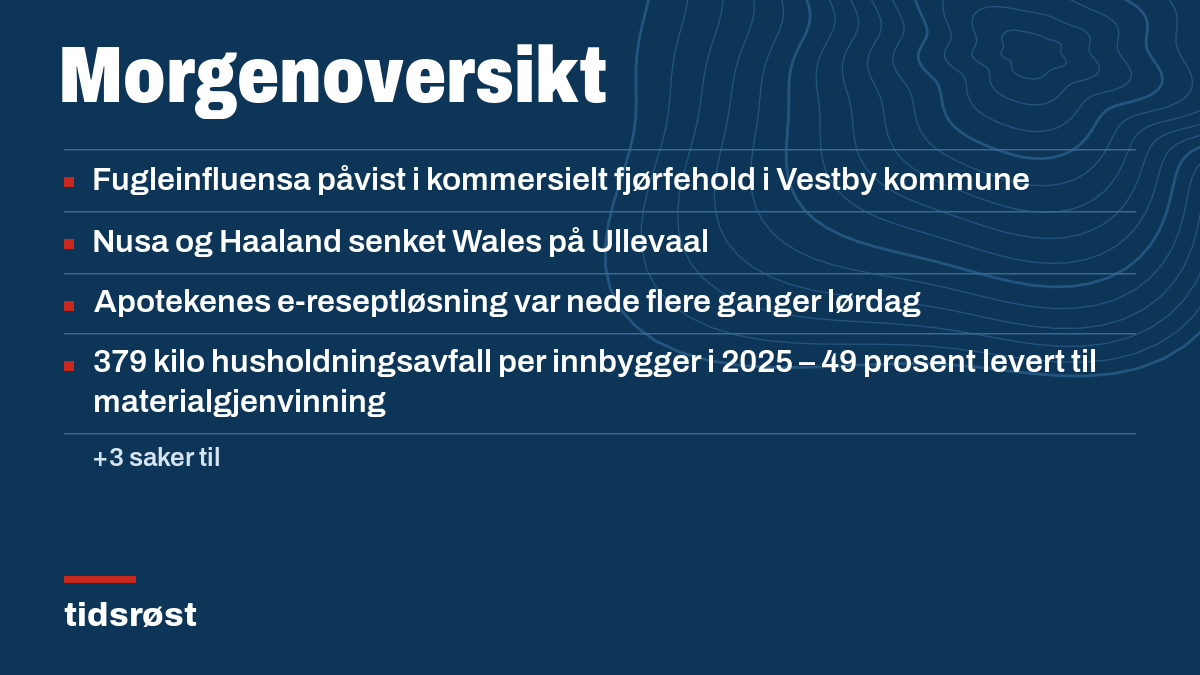 Morgenoversikt
Fugleinfluensa påvist i kommersielt fjørfehold i Vestby kommune
Nusa og Haaland senket Wales på Ullevaal
Apotekenes e-reseptløsning var nede flere ganger lørdag
379 kilo husholdningsavfall per innbygger i 2025 – 49 prosent levert til
materialgjenvinning
+3 saker til
tidsrøst